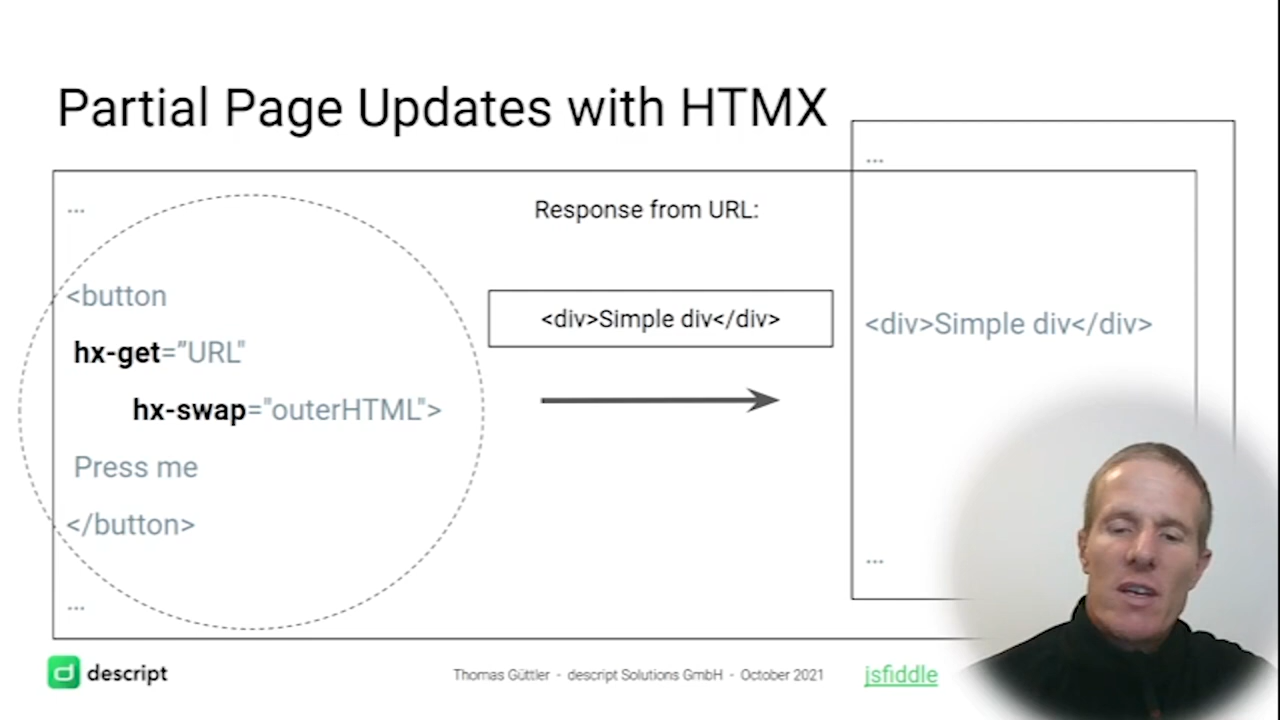 Partial Page Updates with HTMX
...
<button
hx-get="URL"
hx-swap="outerHTML">
Press me
</button>
...
Response from URL:
<div>Simple div</div>
...
<div>Simple div</div>
...
descript
Thomas Güttler - descript Solutions GmbH - October 2021
jsfiddle